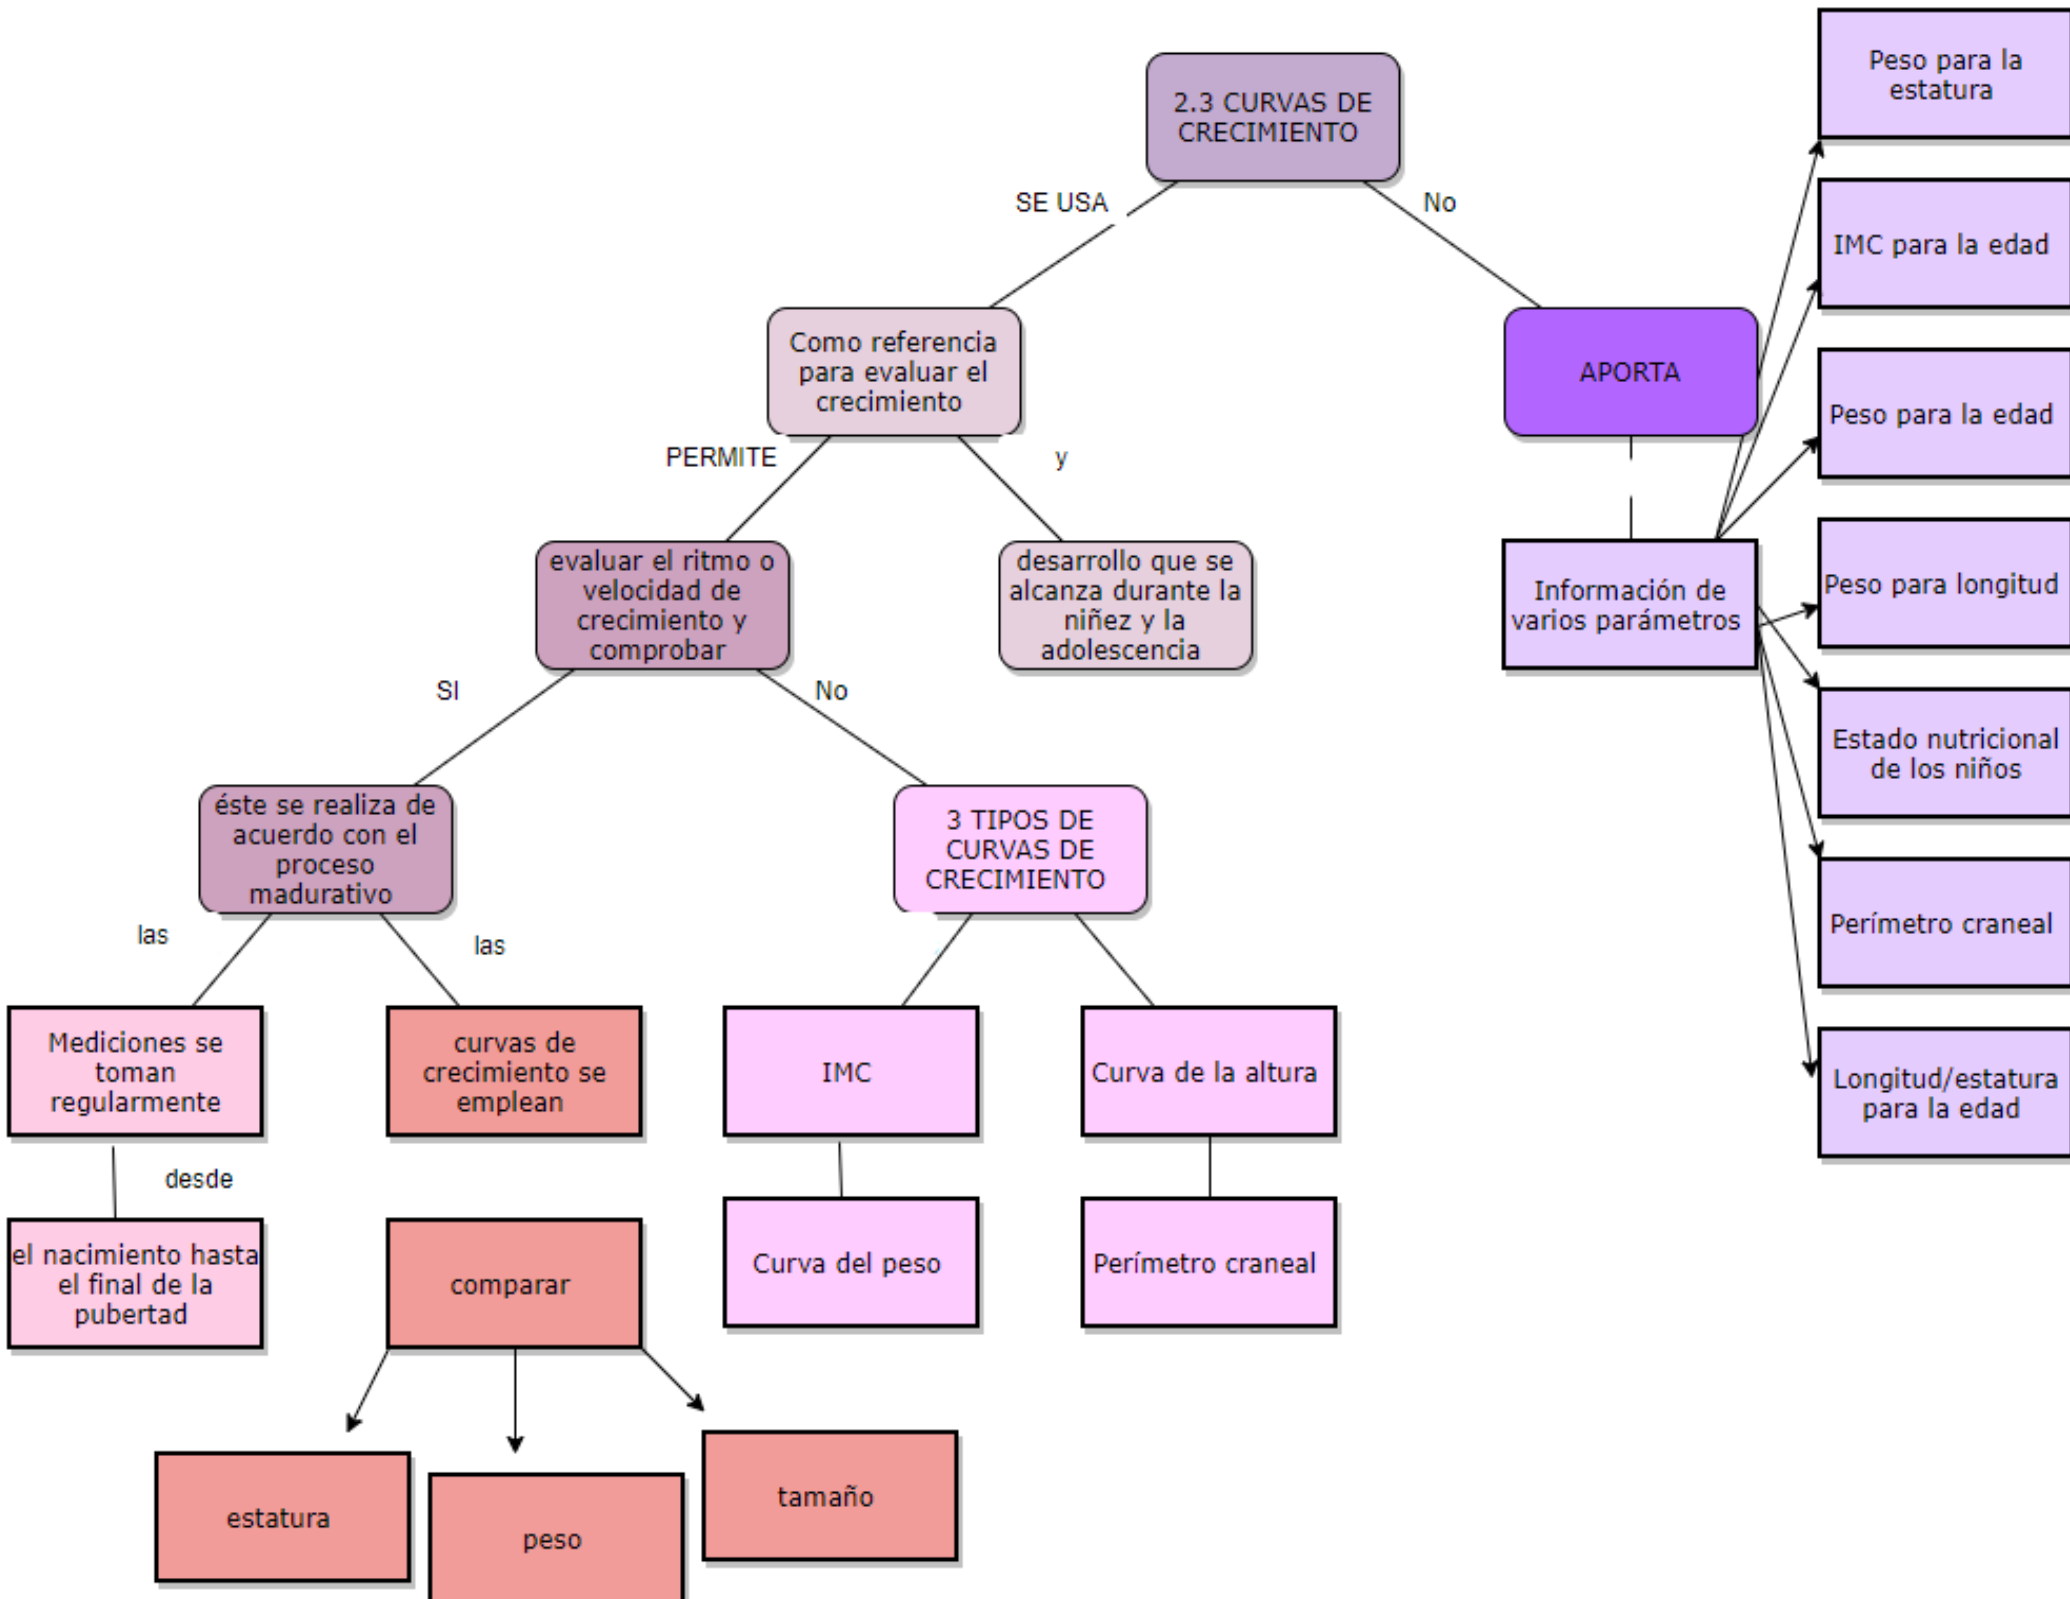 2.3 CURVAS DE
CRECIMIENTO
SE USA
No
Como referencia
para evaluar el
crecimiento
APORTA
PERMITE
y
evaluar el ritmo o
velocidad de
crecimiento y
comprobar
desarrollo que se
alcanza durante la
niñez y la
adolescencia
Información de
varios parámetros
SI
No
éste se realiza de
acuerdo con el
proceso
madurativo
3 TIPOS DE
CURVAS DE
CRECIMIENTO
las
las
Mediciones se
toman
regularmente
curvas de
crecimiento se
emplean
IMC
Curva de la altura
desde
el nacimiento hasta
el final de la
pubertad
comparar
Curva del peso
Perímetro craneal
estatura
peso
tamaño
Peso para la
estatura
IMC para la edad
Peso para la edad
Peso para longitud
Estado nutricional
de los niños
Perímetro craneal
Longitud/estatura
para la edad